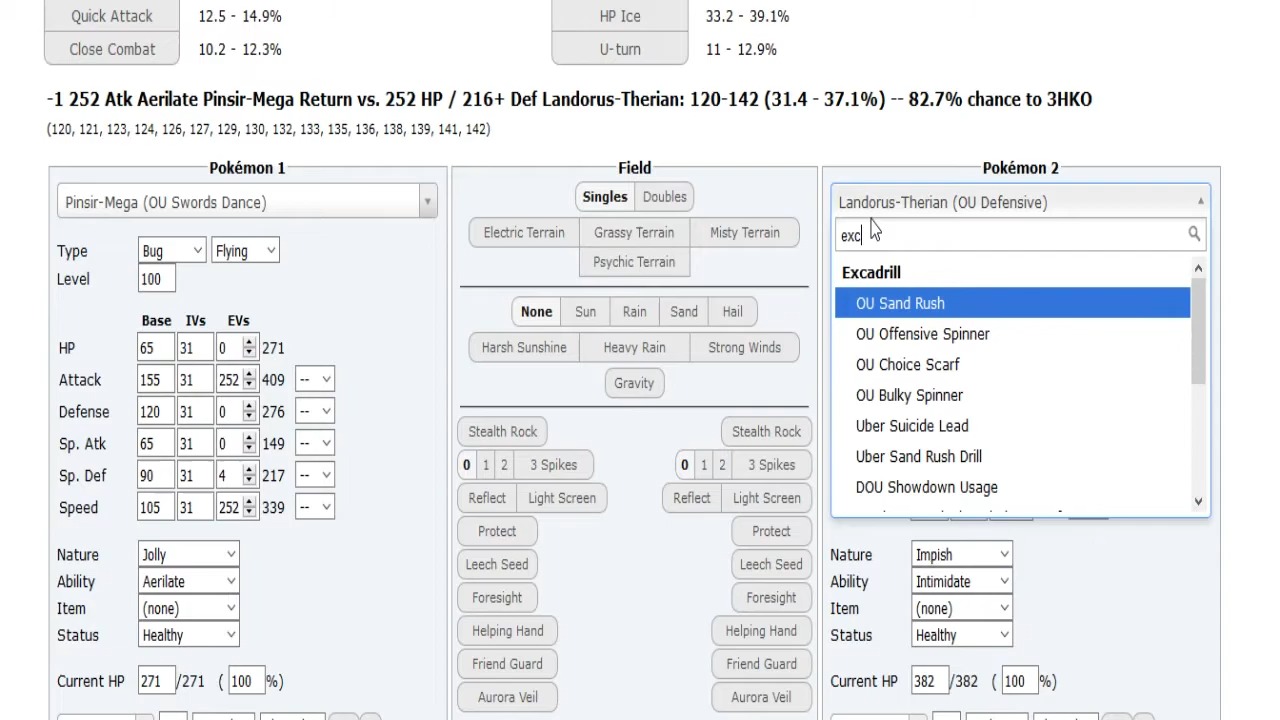 Quick Attack 12.5 - 14.9% HP Ice 33.2 - 39.1%
Close Combat 10.2 - 12.3% U-turn 11 - 12.9%
-1 252 Atk Aerilate Pinsir-Mega Return vs. 252 HP / 216+ Def Landorus-Therian: 120-142 (31.4 - 37.1%) -- 82.7% chance to 3HKO
(120, 121, 123, 124, 126, 127, 129, 130, 132, 133, 135, 136, 138, 139, 141, 142)
Pokémon 1
Pinsir-Mega (OU Swords Dance)
Type Bug Flying
Level 100
Base IVs EVs
HP 65 31 0 271
Attack 155 31 252 409 --
Defense 120 31 0 276 --
Sp. Atk 65 31 0 149 --
Sp. Def 90 31 4 217 --
Speed 105 31 252 339 --
Nature Jolly
Ability Aerilate
Item (none)
Status Healthy
Current HP 271 /271 ( 100 %)
Field
Singles Doubles
Electric Terrain Grassy Terrain Misty Terrain
Psychic Terrain
None Sun Rain Sand Hail
Harsh Sunshine Heavy Rain Strong Winds
Gravity
Stealth Rock Stealth Rock
0 1 2 3 Spikes 0 1 2 3 Spikes
Reflect Light Screen Reflect Light Screen
Protect Protect
Leech Seed Leech Seed
Foresight Foresight
Helping Hand Helping Hand
Friend Guard Friend Guard
Aurora Veil Aurora Veil
Pokémon 2
Landorus-Therian (OU Defensive)
exc
Excadrill
OU Sand Rush
OU Offensive Spinner
OU Choice Scarf
OU Bulky Spinner
Uber Suicide Lead
Uber Sand Rush Drill
DOU Showdown Usage
Nature Impish
Ability Intimidate
Item (none)
Status Healthy
Current HP 382 /382 ( 100 %)